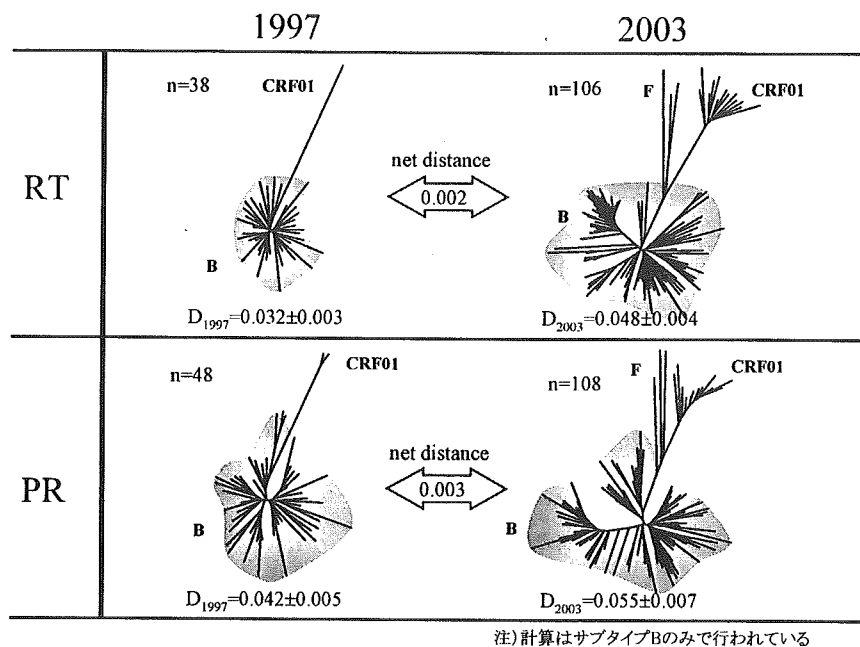 1997 2003
RT
n=38 CRF01
B
D1997=0.032±0.003
net distance
0.002
n=106 F CRF01
B
D2003=0.048±0.004
PR
n=48 CRF01
B
D1997=0.042±0.005
net distance
0.003
n=108 F CRF01
B
D2003=0.055±0.007
注)計算はサブタイプBのみで行われている